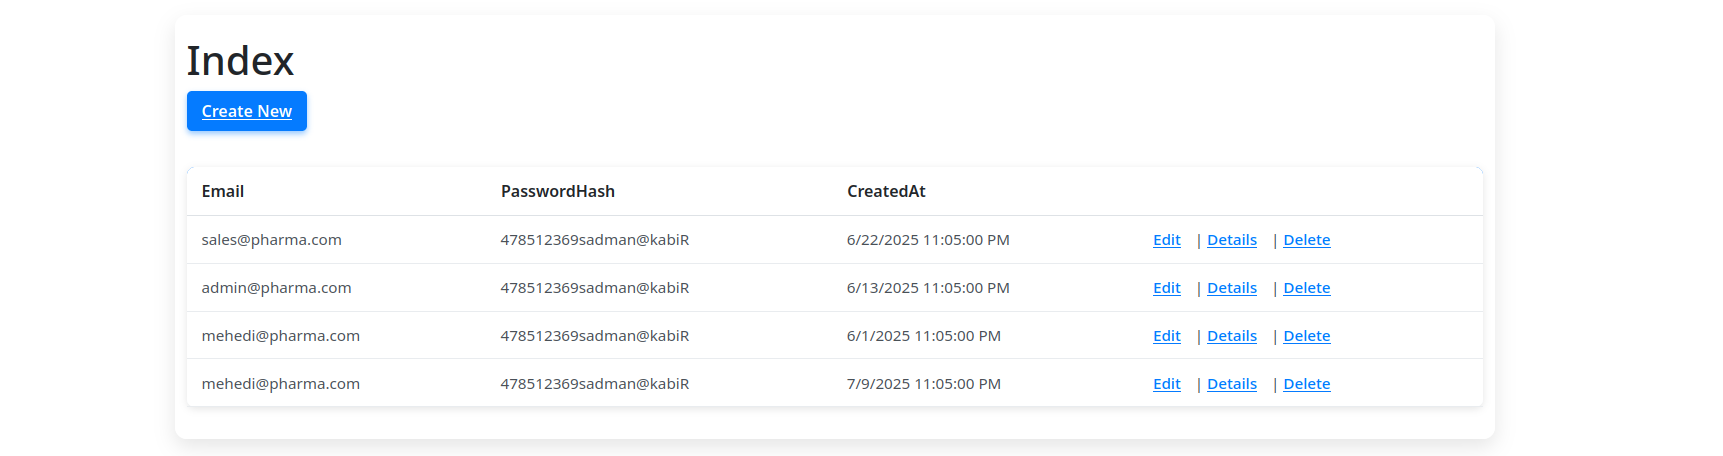 Index
Create New
Email PasswordHash CreatedAt
sales@pharma.com 478512369sadman@kabiR 6/22/2025 11:05:00 PM Edit | Details | Delete
admin@pharma.com 478512369sadman@kabiR 6/13/2025 11:05:00 PM Edit | Details | Delete
mehedi@pharma.com 478512369sadman@kabiR 6/1/2025 11:05:00 PM Edit | Details | Delete
mehedi@pharma.com 478512369sadman@kabiR 7/9/2025 11:05:00 PM Edit | Details | Delete